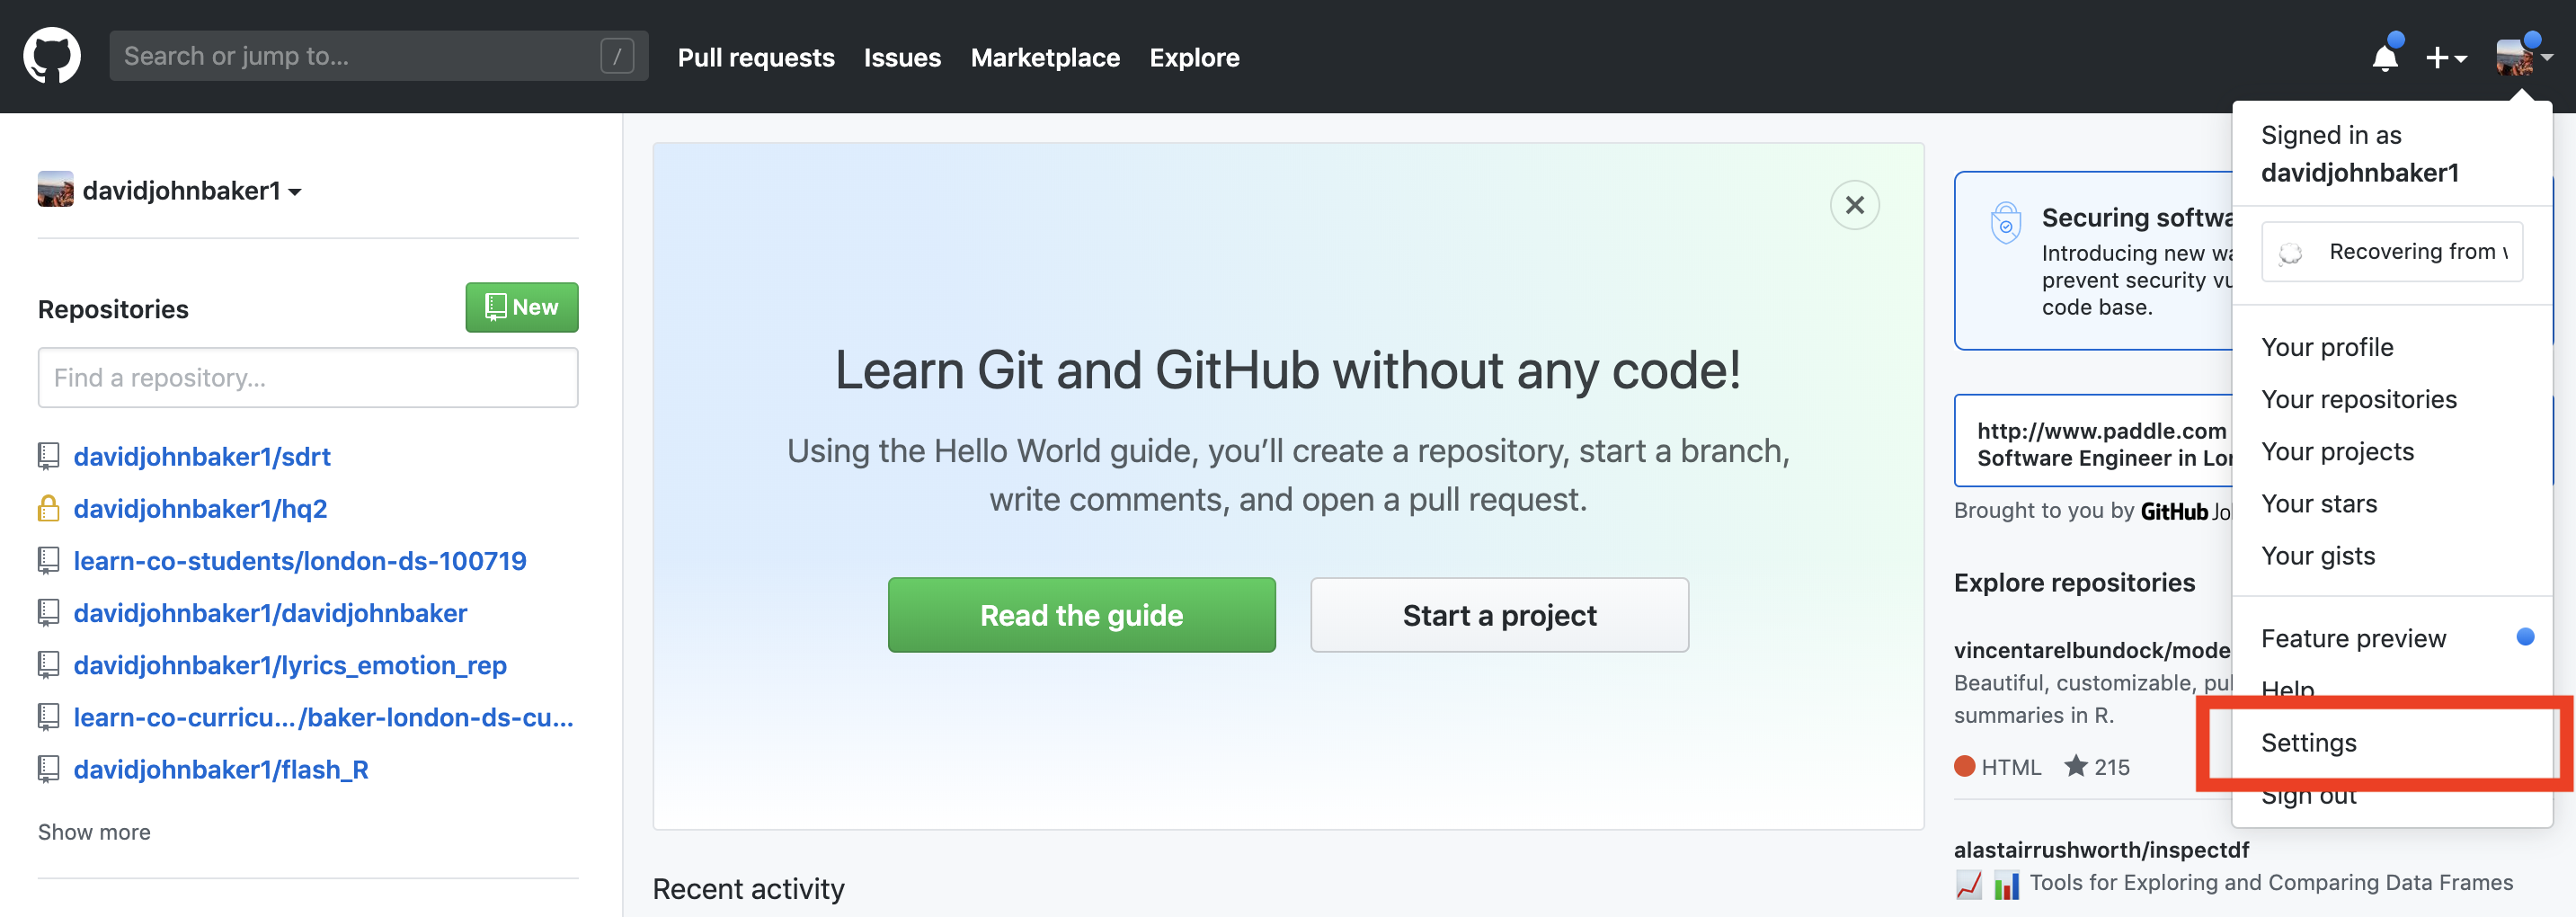 Search or jump to... /
Pull requests Issues Marketplace Explore
davidjohnbaker1
Repositories
New
Find a repository...
davidjohnbaker1/sdrt
davidjohnbaker1/hq2
learn-co-students/london-ds-100719
davidjohnbaker1/davidjohnbaker
davidjohnbaker1/lyrics_emotion_rep
learn-co-curricu.../baker-london-ds-cu...
davidjohnbaker1/flash_R
Show more
Learn Git and GitHub without any code!
Using the Hello World guide, you’ll create a repository, start a branch,
write comments, and open a pull request.
Read the guide
Start a project
Recent activity
Securing
Introducing new
prevent security
code base.
http://www.paddle.com
Software Engineer in
Brought to you by GitHub
Explore repositories
vincentarelbundock/mode
Beautiful, customizable,
summaries in R.
HTML 215
alastairrushworth/inspectdf
Tools for Exploring and Comparing Data Frames
Signed in as
davidjohnbaker1
Recovering from
Your profile
Your repositories
Your projects
Your stars
Your gists
Feature preview
Help
Settings
Sign out